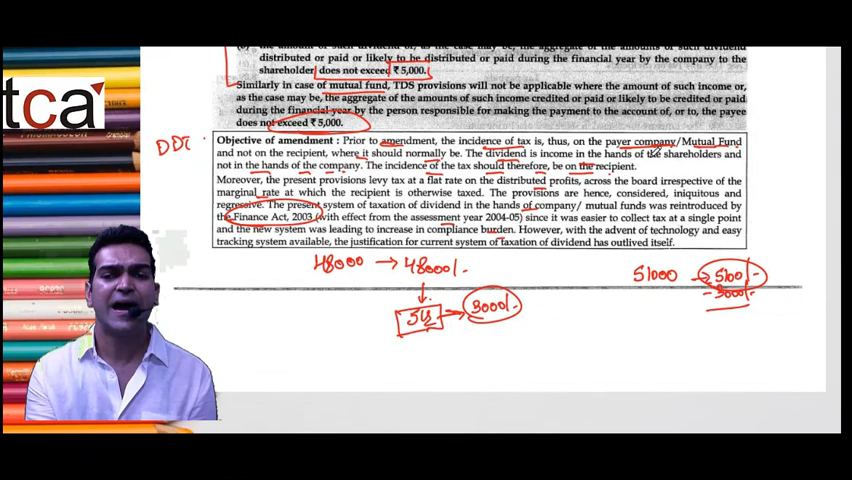 distributed or paid or likely to be distributed or paid during the financial year by the company to the
shareholder does not exceed ₹ 5,000.
Similarly in case of mutual fund, TDS provisions will not be applicable where the amount of such income or,
as the case may be, the aggregate of the amounts of such income credited or paid or likely to be credited or paid
during the financial year by the person responsible for making the payment to the account of, or to, the payee
does not exceed ₹ 5,000.
Objective of amendment : Prior to amendment, the incidence of tax is, thus, on the payer company/Mutual Fund
and not on the recipient, where it should normally be. The dividend is income in the hands of the shareholders and
not in the hands of the company. The incidence of the tax should therefore, be on the recipient.
Moreover, the present provisions levy tax at a flat rate on the distributed profits, across the board irrespective of the
marginal rate at which the recipient is otherwise taxed. The provisions are hence, considered, iniquitous and
regressive. The present system of taxation of dividend in the hands of company/ mutual funds was reintroduced by
the Finance Act, 2003 (with effect from the assessment year 2004-05) since it was easier to collect tax at a single point
and the new system was leading to increase in compliance burden. However, with the advent of technology and easy
tracking system available, the justification for current system of taxation of dividend has outlived itself.
tca
48000 → 48000/-
51000 → 5100/-
- 3000/-
3000/-